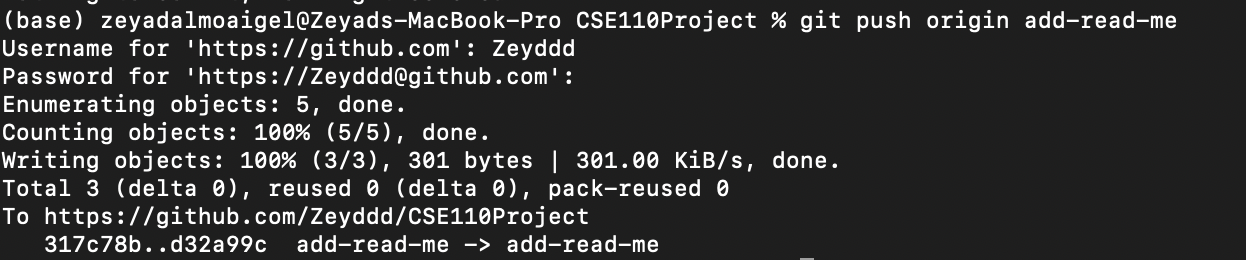 (base) zeyadalmoaigel@Zeyads-MacBook-Pro CSE110Project % git push origin add-read-me
Username for 'https://github.com': Zeyddd
Password for 'https://Zeyddd@github.com':
Enumerating objects: 5, done.
Counting objects: 100% (5/5), done.
Writing objects: 100% (3/3), 301 bytes | 301.00 KiB/s, done.
Total 3 (delta 0), reused 0 (delta 0), pack-reused 0
To https://github.com/Zeyddd/CSE110Project
   317c78b..d32a99c  add-read-me -> add-read-me